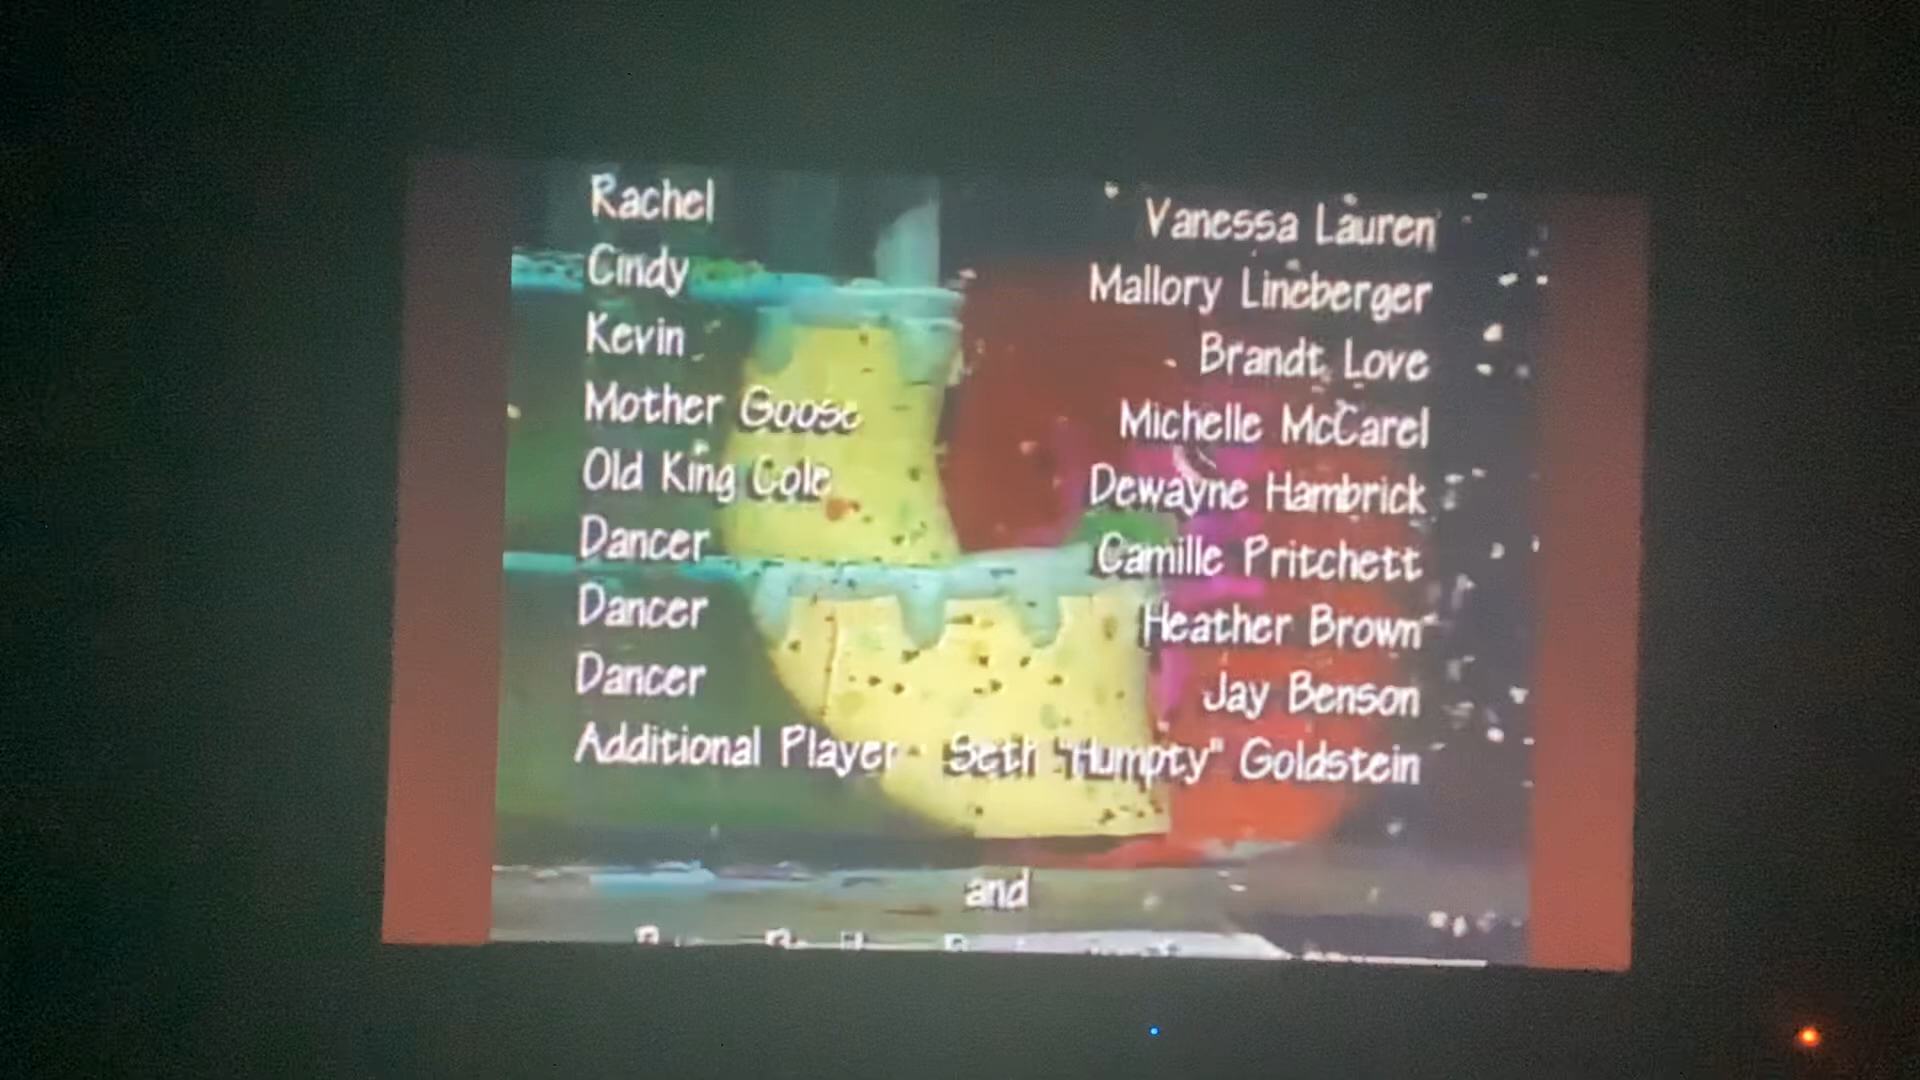 Rachel Vanessa Lauren
Cindy Mallory Lineberger
Kevin Brandt Love
Mother Goose Michelle McCarel
Old King Cole Dewayne Hambrick
Dancer Camille Pritchett
Dancer Heather Brown
Dancer Jay Benson
Additional Player Seth "Humpty" Goldstein
and